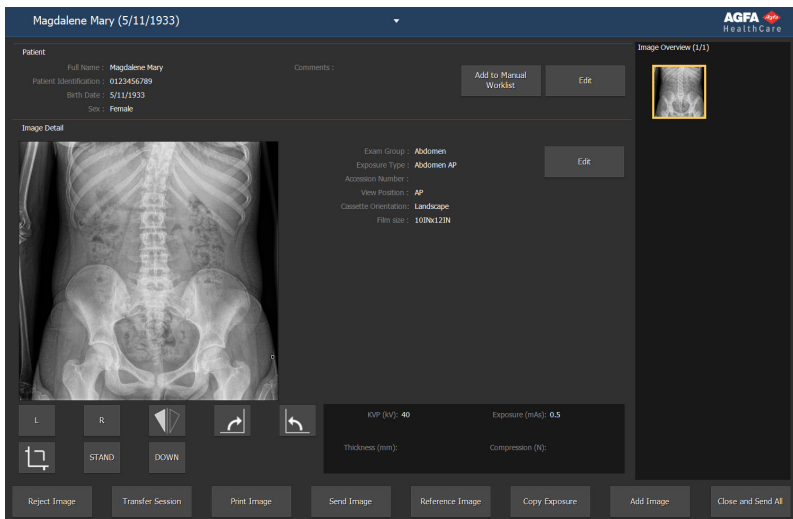 Magdalene Mary (5/11/1933)
AGFA Agfa
HealthCare
Patient
Full Name : Magdalene Mary
Comments :
Patient Identification : 0123456789
Birth Date : 5/11/1933
Sex : Female
Add to Manual
Worklist
Edit
Image Overview (1/1)
Image Detail
Exam Group : Abdomen
Exposure Type : Abdomen AP
Accession Number :
View Position : AP
Cassette Orientation: Landscape
Film size : 10INx12IN
Edit
L
R
STAND
DOWN
KVP (kV): 40
Exposure (mAs): 0.5
Thickness (mm):
Compression (N):
Reject Image
Transfer Session
Print Image
Send Image
Reference Image
Copy Exposure
Add Image
Close and Send All